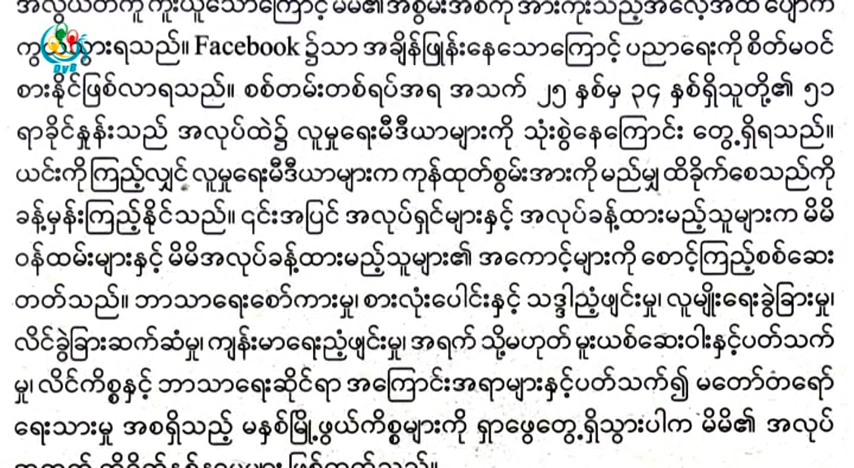 အလွယ်တကူ ကူးယူသောကြောင့် မိမိ၏ အစွမ်းအစကို အားကိုးသည့်အလေ့အထ ပျောက်
ကွယ်သွားရသည်။ Facebook ၌သာ အချိန်ဖြုန်းနေသောကြောင့် ပညာရေးကို စိတ်မဝင်
စားနိုင်ဖြစ်လာရသည်။ စစ်တမ်းတစ်ရပ်အရ အသက် ၂၅ နှစ်မှ ၃၄ နှစ်ရှိသူတို့၏ ၅၁
ရာခိုင်နှုန်းသည် အလုပ်ထဲ၌ လူမှုရေးမီဒီယာများကို သုံးစွဲနေကြောင်း တွေ့ရှိရသည်။
ယင်းကိုကြည့်လျှင် လူမှုရေးမီဒီယာများက ကုန်ထုတ်စွမ်းအားကို မည်မျှ ထိခိုက်စေသည်ကို
ခန့်မှန်းကြည့်နိုင်သည်။ ၎င်းအပြင် အလုပ်ရှင်များနှင့် အလုပ်ခန့်ထားမည့်သူများက မိမိ
ဝန်ထမ်းများနှင့် မိမိအလုပ်ခန့်ထားမည့်သူများ၏ အကောင့်များကို စောင့်ကြည့်စစ်ဆေး
တတ်သည်။ ဘာသာရေးစော်ကားမှု၊ စားလုံးပေါင်းနှင့် သဒ္ဒါညံ့ဖျင်းမှု၊ လူမျိုးရေးခွဲခြားမှု၊
လိင်ခွဲခြားဆက်ဆံမှု၊ ကျန်းမာရေးညံ့ဖျင်းမှု၊ အရက် သို့မဟုတ် မူးယစ်ဆေးဝါးနှင့်ပတ်သက်
မှု၊ လိင်ကိစ္စနှင့် ဘာသာရေးဆိုင်ရာ အကြောင်းအရာများနှင့်ပတ်သက်၍ မတော်တရော်
ရေးသားမှု အစရှိသည့် မနှစ်မြို့ဖွယ်ကိစ္စများကို ရှာဖွေတွေ့ရှိသွားပါက မိမိ၏ အလုပ်